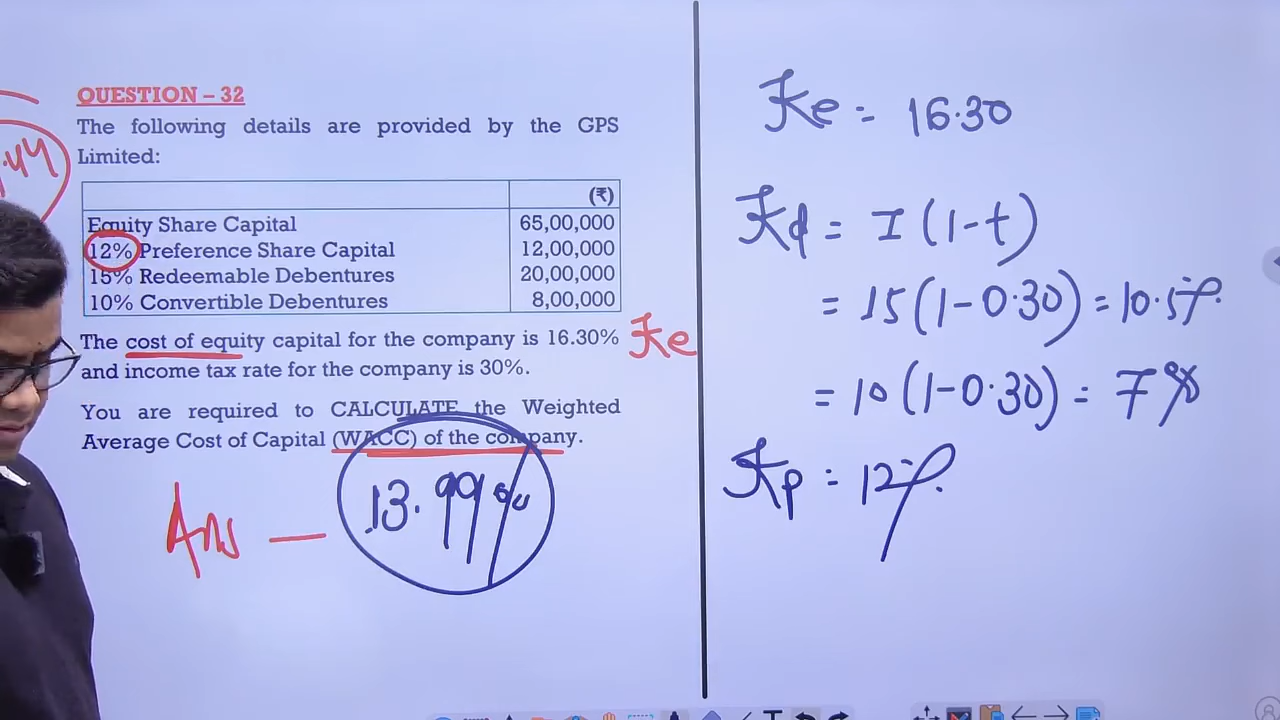 QUESTION – 32
The following details are provided by the GPS
Limited:
(₹)
Equity Share Capital 65,00,000
12% Preference Share Capital 12,00,000
15% Redeemable Debentures 20,00,000
10% Convertible Debentures 8,00,000
The cost of equity capital for the company is 16.30% Ke
and income tax rate for the company is 30%.
You are required to CALCULATE the Weighted
Average Cost of Capital (WACC) of the company.
Ans — 13.99%
Ke = 16.30
Kd = I (1-t)
= 15 (1-0.30) = 10.5%
= 10 (1-0.30) = 7%
Kp = 12%